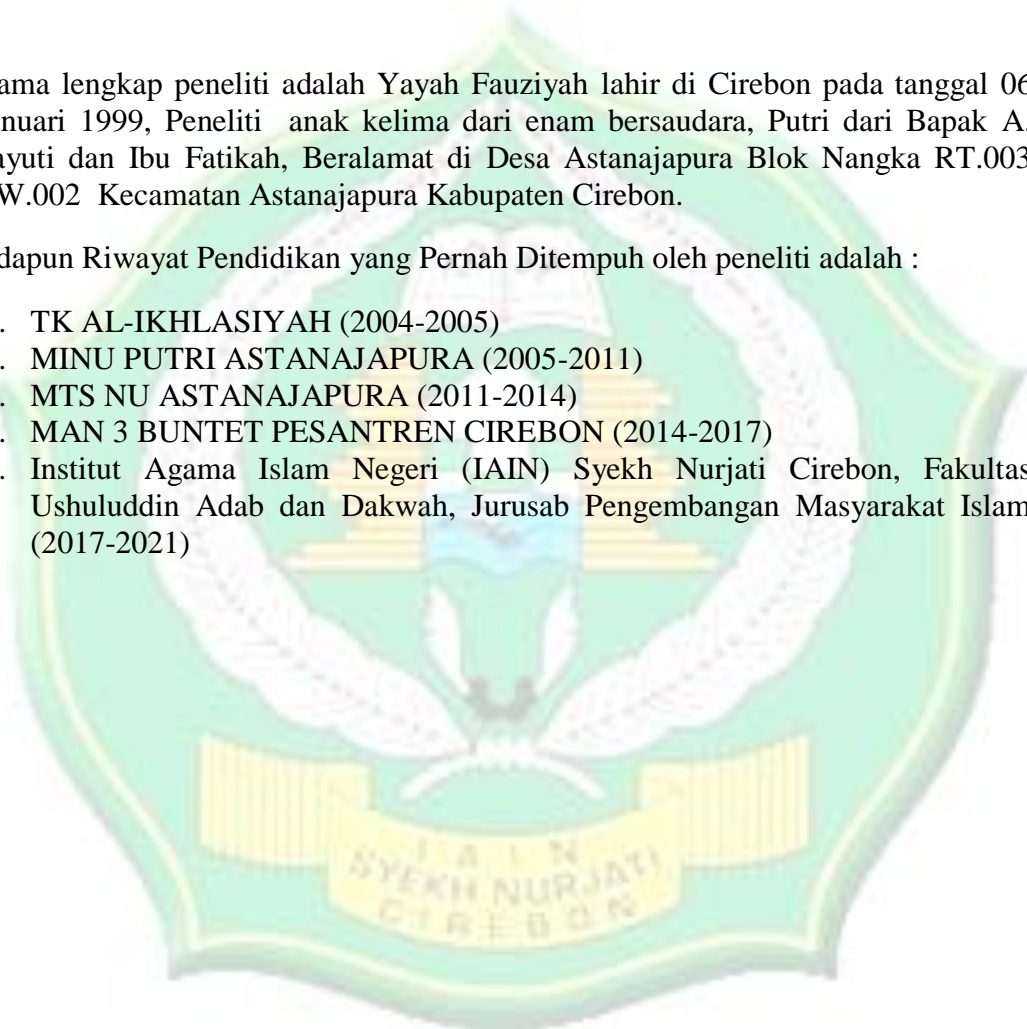 ama lengkap peneliti adalah Yayah Fauziyah lahir di Cirebon pada tanggal 06
anuari 1999, Peneliti anak kelima dari enam bersaudara, Putri dari Bapak A.
ayuti dan Ibu Fatikah, Beralamat di Desa Astanajapura Blok Nangka RT.003
W.002 Kecamatan Astanajapura Kabupaten Cirebon.
dapun Riwayat Pendidikan yang Pernah Ditempuh oleh peneliti adalah :
. TK AL-IKHLASIYAH (2004-2005)
. MINU PUTRI ASTANAJAPURA (2005-2011)
. MTS NU ASTANAJAPURA (2011-2014)
. MAN 3 BUNTET PESANTREN CIREBON (2014-2017)
. Institut Agama Islam Negeri (IAIN) Syekh Nurjati Cirebon, Fakultas
Ushuluddin Adab dan Dakwah, Jurusab Pengembangan Masyarakat Islam
(2017-2021)
IAIN
SYEKH NURJATI
CIREBON